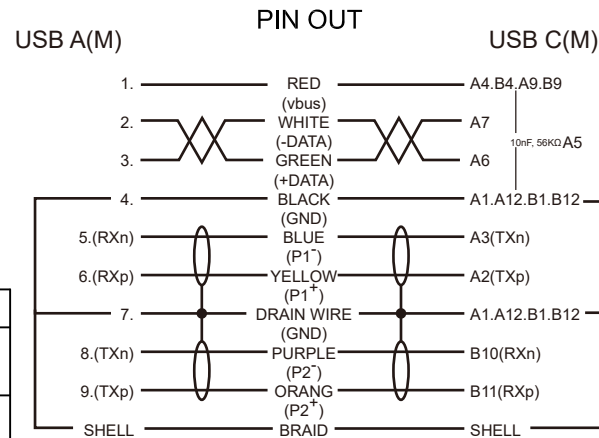 PIN OUT
USB A(M) USB C(M)
1. RED A4.B4.A9.B9
(vbus)
2. WHITE A7
(-DATA) 10nF, 56KΩ A5
3. GREEN A6
(+DATA)
4. BLACK A1.A12.B1.B12
(GND)
5.(RXn) BLUE A3(TXn)
(P1-)
6.(RXp) YELLOW A2(TXp)
(P1+)
7. DRAIN WIRE A1.A12.B1.B12
(GND)
8.(TXn) PURPLE B10(RXn)
(P2-)
9.(TXp) ORANG B11(RXp)
(P2+)
SHELL BRAID SHELL